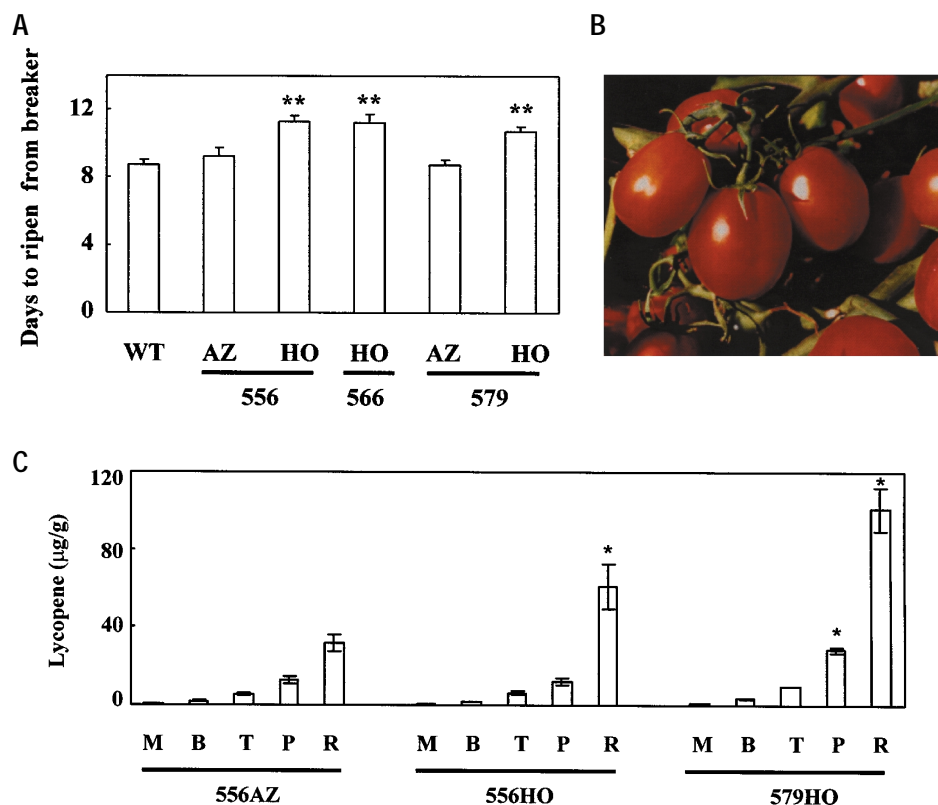 A
Days to ripen from breaker
12
8
4
0
** ** **
WT AZ HO HO AZ HO
556 566 579
B
C
Lycopene (µg/g)
120
80
40
0
* * *
M B T P R M B T P R M B T P R
556AZ 556HO 579HO